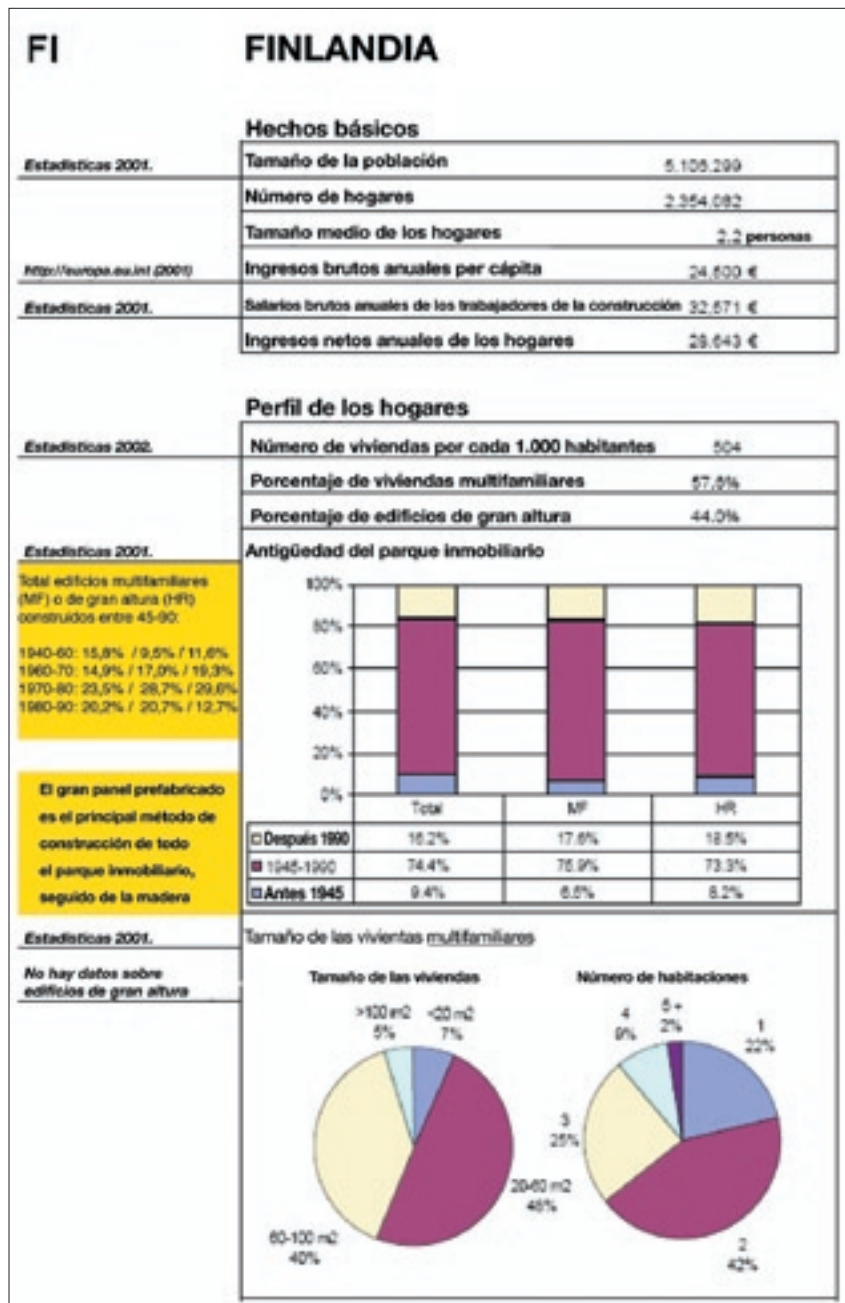 FI
FINLANDIA
Hechos básicos
Estadísticas 2001.
Tamaño de la población 5.106.299
Número de hogares 2.354.082
Tamaño medio de los hogares 2.2 personas
http://europa.eu.int (2001)
Ingresos brutos anuales per cápita 24.500 €
Estadísticas 2001.
Salarios brutos anuales de los trabajadores de la construcción 32.571 €
Ingresos netos anuales de los hogares 28.643 €
Perfil de los hogares
Estadísticas 2002.
Número de viviendas por cada 1.000 habitantes 504
Porcentaje de viviendas multifamiliares 57.6%
Porcentaje de edificios de gran altura 44.0%
Estadísticas 2001.
Antigüedad del parque inmobiliario
Total edificios multifamiliares
(MF) o de gran altura (HR)
construidos entre 45-90:
1940-60: 15,8% / 9,5% / 11,6%
1960-70: 14,9% / 17,0% / 19,3%
1970-80: 23,5% / 28,7% / 29,6%
1980-90: 20,2% / 20,7% / 12,7%
El gran panel prefabricado
es el principal método de
construcción de todo
el parque inmobiliario,
seguido de la madera
100%
80%
60%
40%
20%
0%
Total MF HR
Después 1990 16.2% 17.6% 18.5%
1945-1990 74.4% 75.9% 73.3%
Antes 1945 9.4% 6.5% 8.2%
Estadísticas 2001.
Tamaño de las vivientas multifamiliares
No hay datos sobre
edificios de gran altura
Tamaño de las viviendas
>100 m2
5%
<20 m2
7%
20-60 m2
48%
60-100 m2
40%
Número de habitaciones
1
22%
2
42%
3
25%
4
9%
5 +
2%